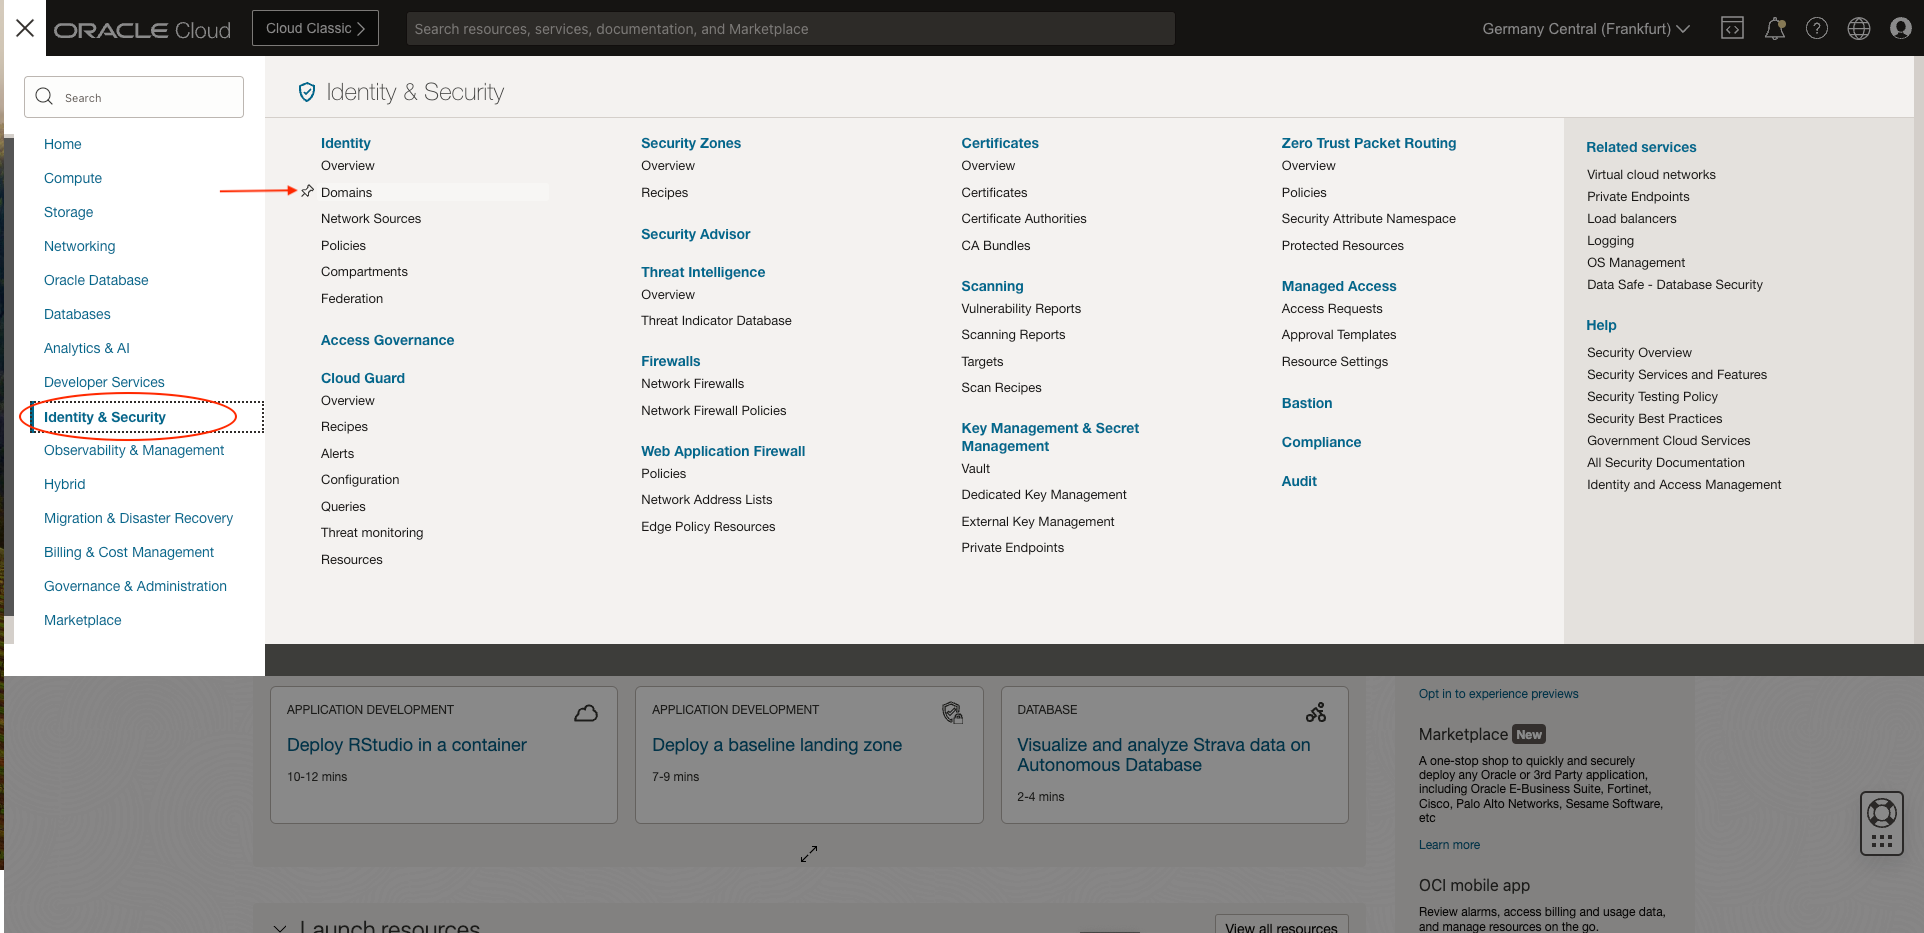 ORACLE Cloud
Cloud Classic
Search resources, services, documentation, and Marketplace
Germany Central (Frankfurt)
Search
Home
Compute
Storage
Networking
Oracle Database
Databases
Analytics & AI
Developer Services
Identity & Security
Observability & Management
Hybrid
Migration & Disaster Recovery
Billing & Cost Management
Governance & Administration
Marketplace
Identity & Security
Identity
Overview
Domains
Network Sources
Policies
Compartments
Federation
Access Governance
Cloud Guard
Overview
Recipes
Alerts
Configuration
Queries
Threat monitoring
Resources
Security Zones
Overview
Recipes
Security Advisor
Threat Intelligence
Overview
Threat Indicator Database
Firewalls
Network Firewalls
Network Firewall Policies
Web Application Firewall
Policies
Network Address Lists
Edge Policy Resources
Certificates
Overview
Certificates
Certificate Authorities
CA Bundles
Scanning
Vulnerability Reports
Scanning Reports
Targets
Scan Recipes
Key Management & Secret
Management
Vault
Dedicated Key Management
External Key Management
Private Endpoints
Zero Trust Packet Routing
Overview
Policies
Security Attribute Namespace
Protected Resources
Managed Access
Access Requests
Approval Templates
Resource Settings
Bastion
Compliance
Audit
Related services
Virtual cloud networks
Private Endpoints
Load balancers
Logging
OS Management
Data Safe - Database Security
Help
Security Overview
Security Services and Features
Security Testing Policy
Security Best Practices
Government Cloud Services
All Security Documentation
Identity and Access Management
APPLICATION DEVELOPMENT
Deploy RStudio in a container
10-12 mins
APPLICATION DEVELOPMENT
Deploy a baseline landing zone
7-9 mins
DATABASE
Visualize and analyze Strava data on
Autonomous Database
2-4 mins
Launch resources
View all resources
Opt in to experience previews
Marketplace New
A one-stop shop to quickly and securely
deploy any Oracle or 3rd Party application,
including Oracle E-Business Suite, Fortinet,
Cisco, Palo Alto Networks, Sesame Software,
etc
Learn more
OCI mobile app
Review alarms, access billing and usage data,
and manage resources on the go.